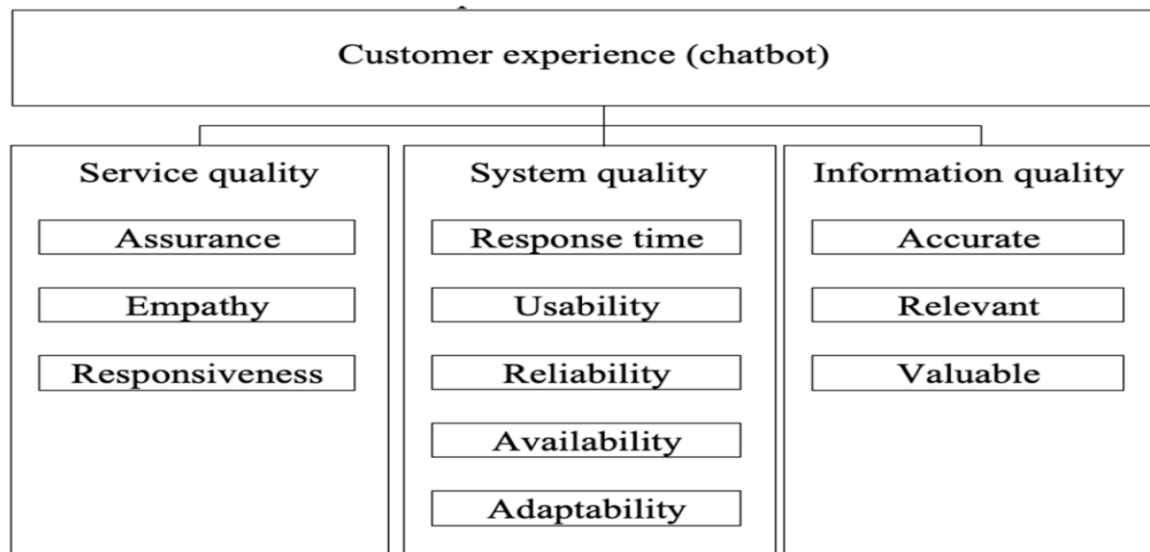 Customer experience (chatbot)
Service quality
Assurance
Empathy
Responsiveness
System quality
Response time
Usability
Reliability
Availability
Adaptability
Information quality
Accurate
Relevant
Valuable